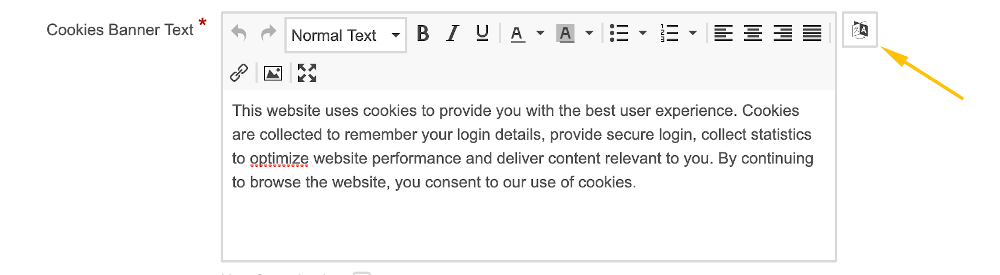 Cookies Banner Text *
Normal Text B I U A A
This website uses cookies to provide you with the best user experience. Cookies
are collected to remember your login details, provide secure login, collect statistics
to optimize website performance and deliver content relevant to you. By continuing
to browse the website, you consent to our use of cookies.